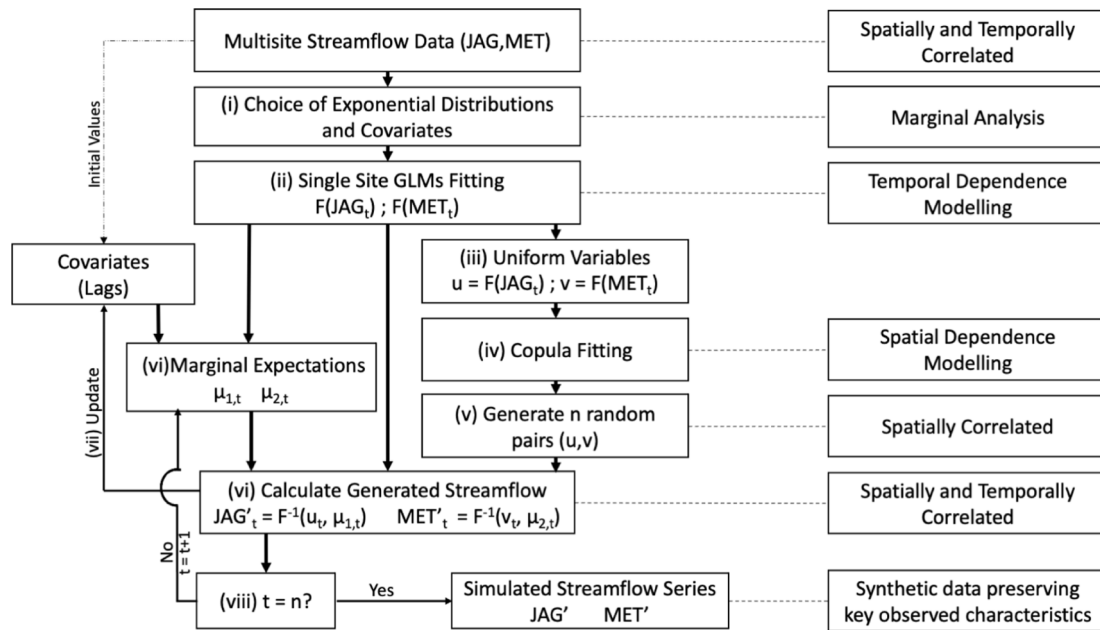 Multisite Streamflow Data (JAG,MET)
Spatially and Temporally
Correlated
Initial Values
(i) Choice of Exponential Distributions
and Covariates
Marginal Analysis
(ii) Single Site GLMs Fitting
F(JAGₜ) ; F(METₜ)
Temporal Dependence
Modelling
Covariates
(Lags)
(iii) Uniform Variables
u = F(JAGₜ) ; v = F(METₜ)
(vi)Marginal Expectations
μ₁,ₜ μ₂,ₜ
(iv) Copula Fitting
Spatial Dependence
Modelling
(vii) Update
(v) Generate n random
pairs (u,v)
Spatially Correlated
(vi) Calculate Generated Streamflow
JAG'ₜ = F⁻¹(uₜ, μ₁,ₜ) MET'ₜ = F⁻¹(vₜ, μ₂,ₜ)
Spatially and Temporally
Correlated
No
t = t+1
(viii) t = n?
Yes
Simulated Streamflow Series
JAG' MET'
Synthetic data preserving
key observed characteristics